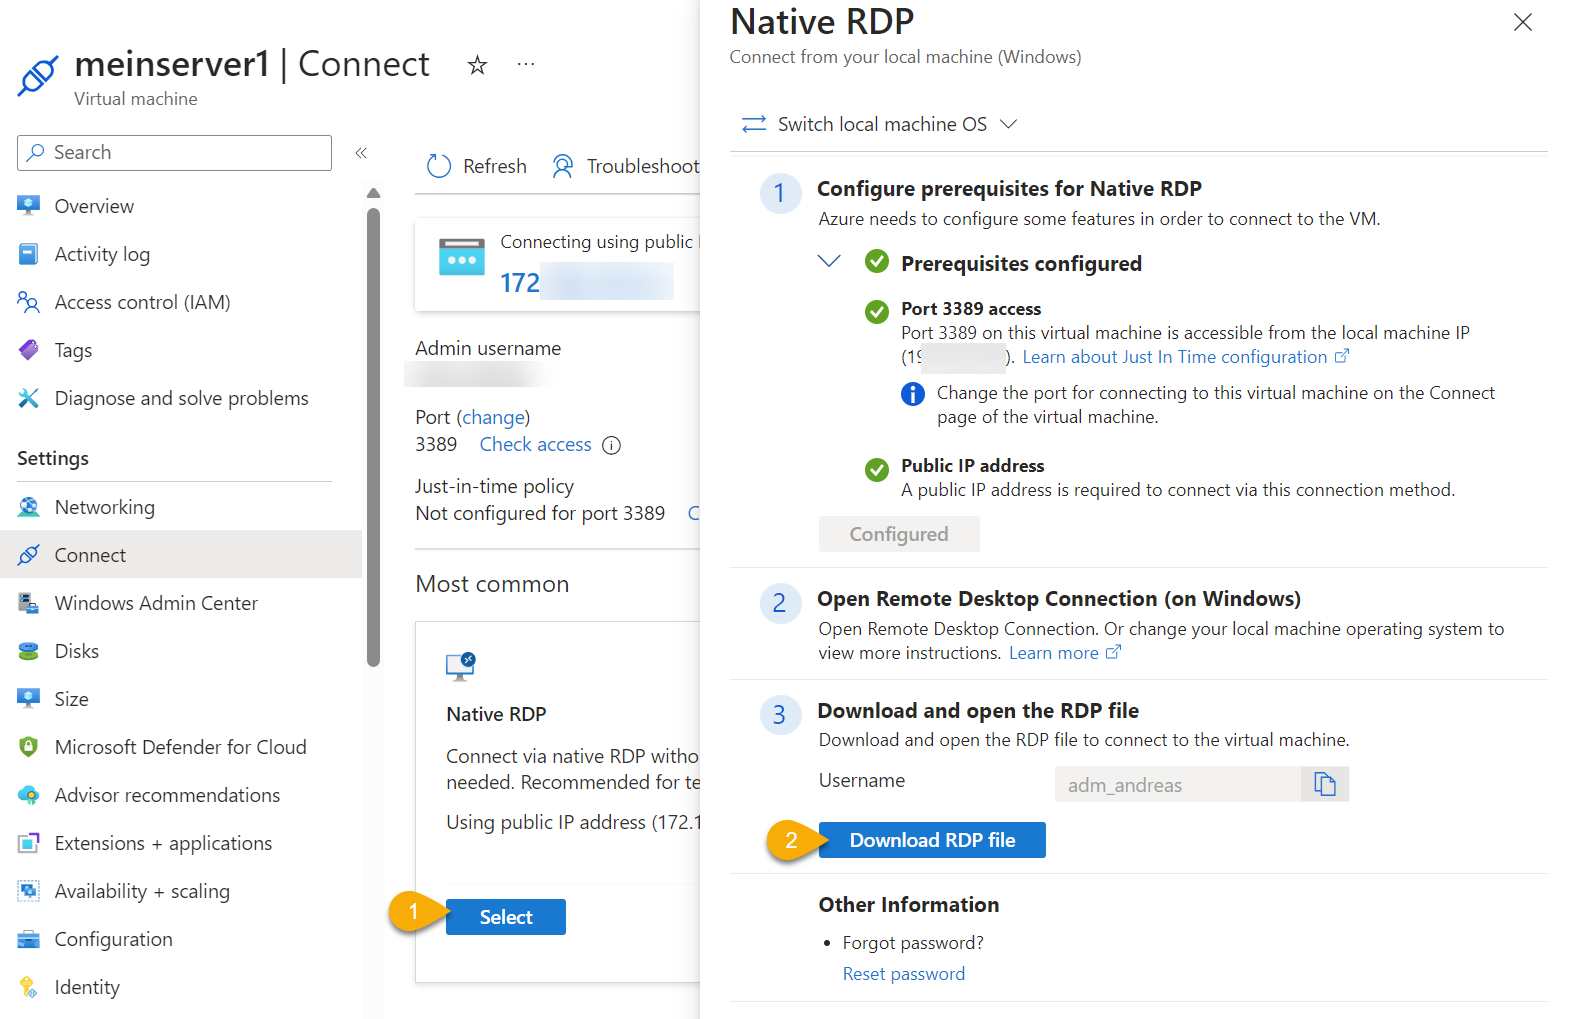 meinserver1 | Connect
Virtual machine
Search
Overview
Activity log
Access control (IAM)
Tags
Diagnose and solve problems
Settings
Networking
Connect
Windows Admin Center
Disks
Size
Microsoft Defender for Cloud
Advisor recommendations
Extensions + applications
Availability + scaling
Configuration
Identity
Refresh
Troubleshoot
Connecting using public
172
Admin username
Port (change)
3389 Check access
Just-in-time policy
Not configured for port 3389 C
Most common
Native RDP
Connect via native RDP witho
needed. Recommended for te
Using public IP address (172.1
1
Select
Native RDP
Connect from your local machine (Windows)
Switch local machine OS
1
Configure prerequisites for Native RDP
Azure needs to configure some features in order to connect to the VM.
Prerequisites configured
Port 3389 access
Port 3389 on this virtual machine is accessible from the local machine IP
(19 ). Learn about Just In Time configuration
Change the port for connecting to this virtual machine on the Connect
page of the virtual machine.
Public IP address
A public IP address is required to connect via this connection method.
Configured
2
Open Remote Desktop Connection (on Windows)
Open Remote Desktop Connection. Or change your local machine operating system to
view more instructions. Learn more
3
Download and open the RDP file
Download and open the RDP file to connect to the virtual machine.
Username adm_andreas
2
Download RDP file
Other Information
• Forgot password?
Reset password